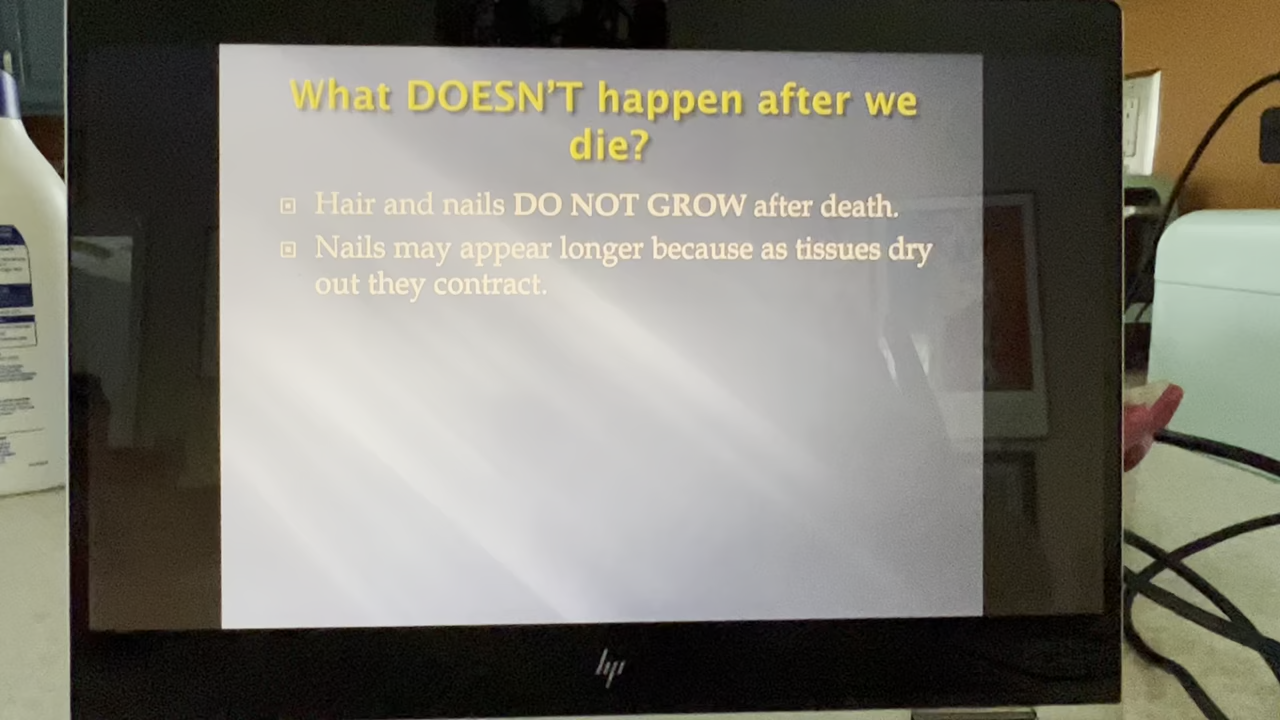 What DOESN'T happen after we
die?
Hair and nails DO NOT GROW after death.
Nails may appear longer because as tissues dry
out they contract.
hp